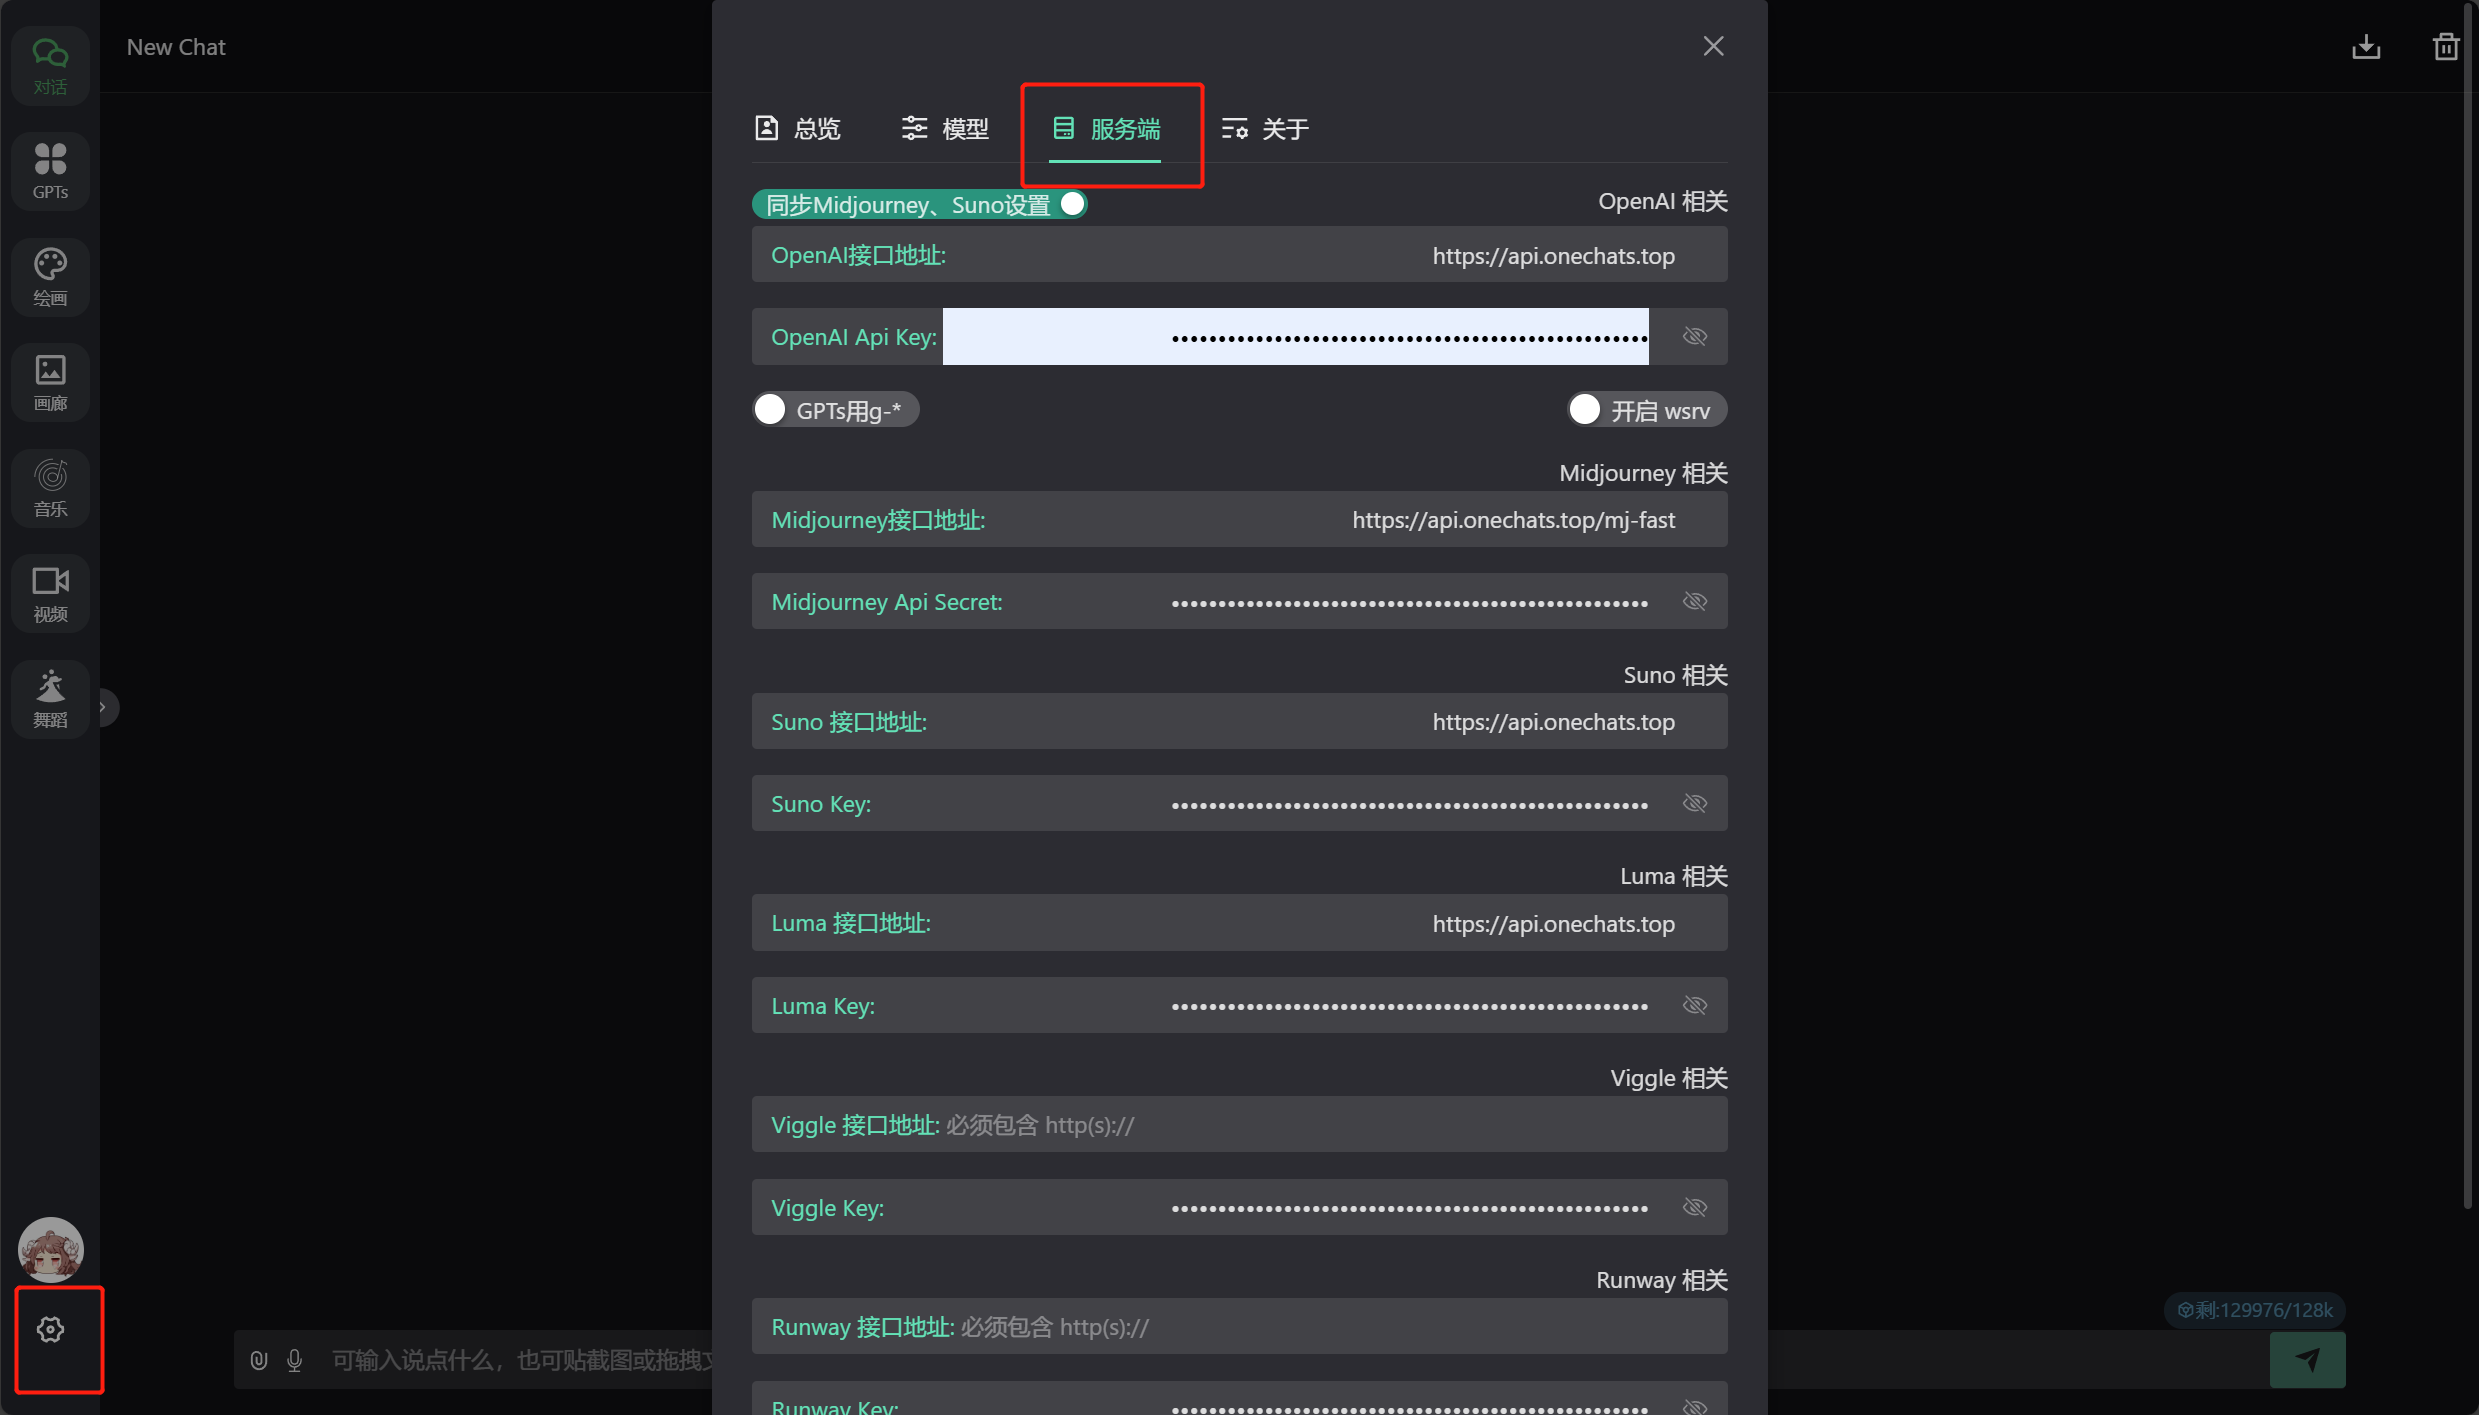 New Chat
对话
GPTs
绘画
画廊
音乐
视频
舞蹈
总览
模型
服务端
关于
同步Midjourney、Suno设置
OpenAI 相关
OpenAI接口地址:
https://api.onechats.top
OpenAI Api Key:
GPTs用g-*
开启 wsrv
Midjourney 相关
Midjourney接口地址:
https://api.onechats.top/mj-fast
Midjourney Api Secret:
Suno 相关
Suno 接口地址:
https://api.onechats.top
Suno Key:
Luma 相关
Luma 接口地址:
https://api.onechats.top
Luma Key:
Viggle 相关
Viggle 接口地址: 必须包含 http(s)://
Viggle Key:
Runway 相关
Runway 接口地址: 必须包含 http(s)://
Runway Key:
剩:129976/128k
可输入说点什么，也可贴截图或拖拽文